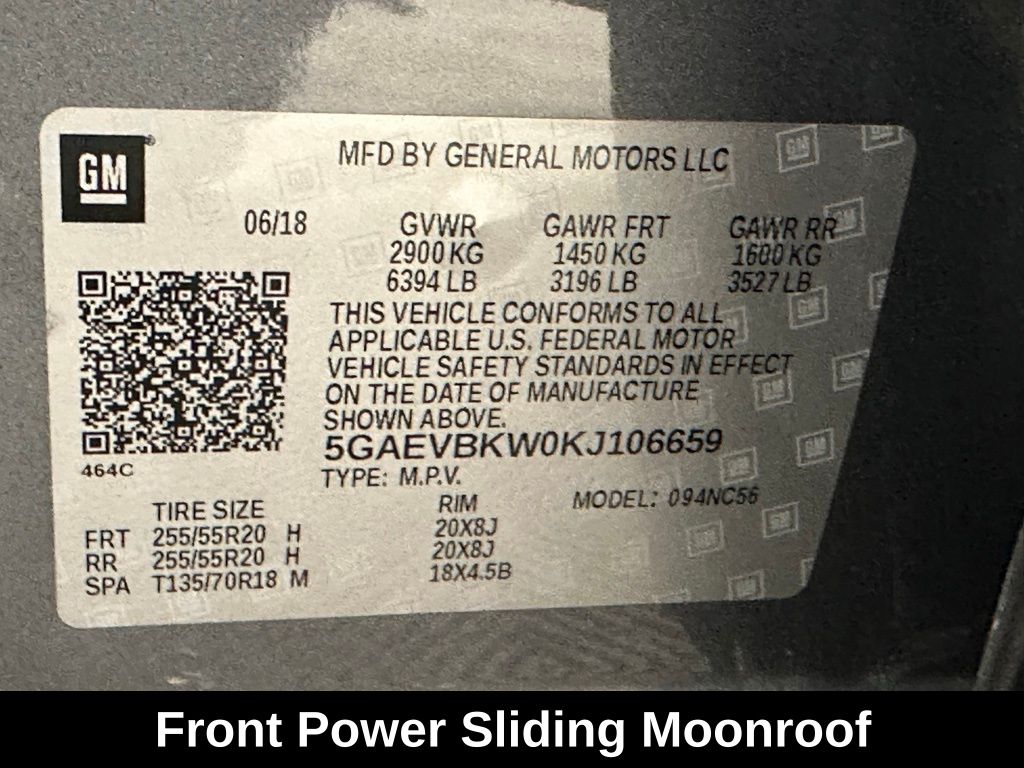 GM
MFD BY GENERAL MOTORS LLC
06/18 GVWR GAWR FRT GAWR RR
2900 KG 1450 KG 1600 KG
6394 LB 3196 LB 3527 LB
THIS VEHICLE CONFORMS TO ALL
APPLICABLE U.S. FEDERAL MOTOR
VEHICLE SAFETY STANDARDS IN EFFECT
ON THE DATE OF MANUFACTURE
SHOWN ABOVE.
5GAEVBKW0KJ106659
464C
TYPE: M.P.V.
TIRE SIZE RIM MODEL: 094NC56
FRT 255/55R20 H 20X8J
RR 255/55R20 H 20X8J
SPA T135/70R18 M 18X4.5B
Front Power Sliding Moonroof